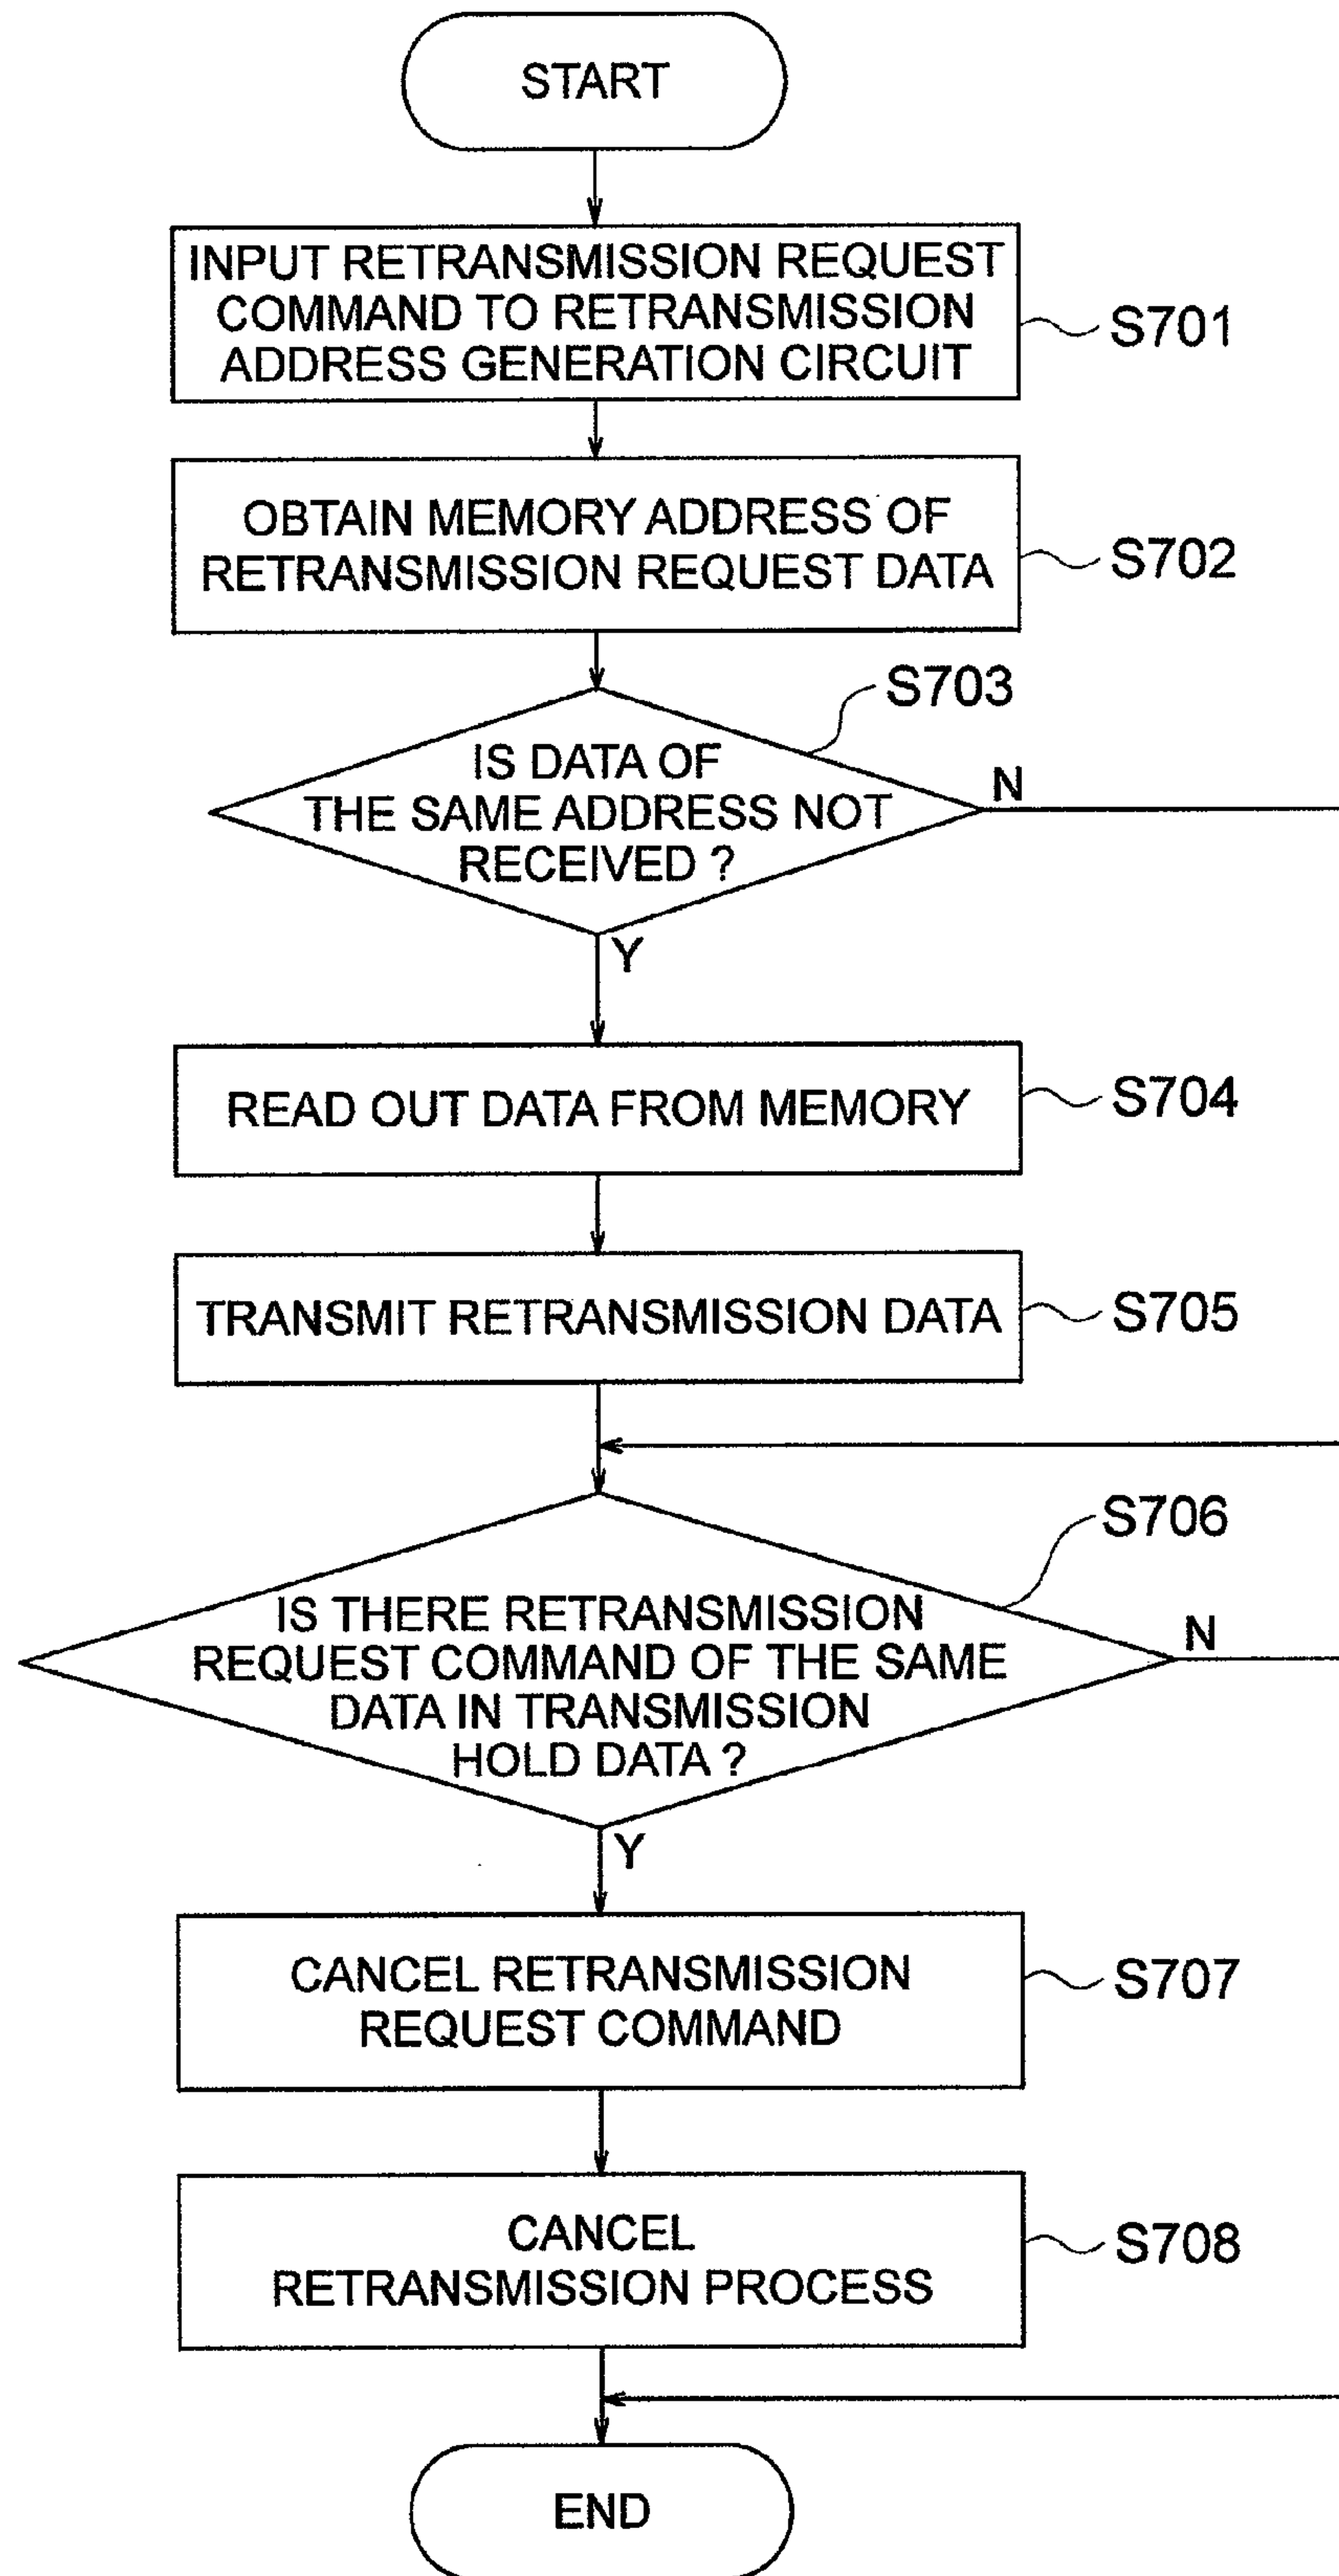 START
INPUT RETRANSMISSION REQUEST
COMMAND TO RETRANSMISSION
ADDRESS GENERATION CIRCUIT
S701
OBTAIN MEMORY ADDRESS OF
RETRANSMISSION REQUEST DATA
S702
S703
IS DATA OF
THE SAME ADDRESS NOT
RECEIVED ?
N
Y
READ OUT DATA FROM MEMORY
S704
TRANSMIT RETRANSMISSION DATA
S705
S706
IS THERE RETRANSMISSION
REQUEST COMMAND OF THE SAME
DATA IN TRANSMISSION
HOLD DATA ?
N
Y
CANCEL RETRANSMISSION
REQUEST COMMAND
S707
CANCEL
RETRANSMISSION PROCESS
S708
END